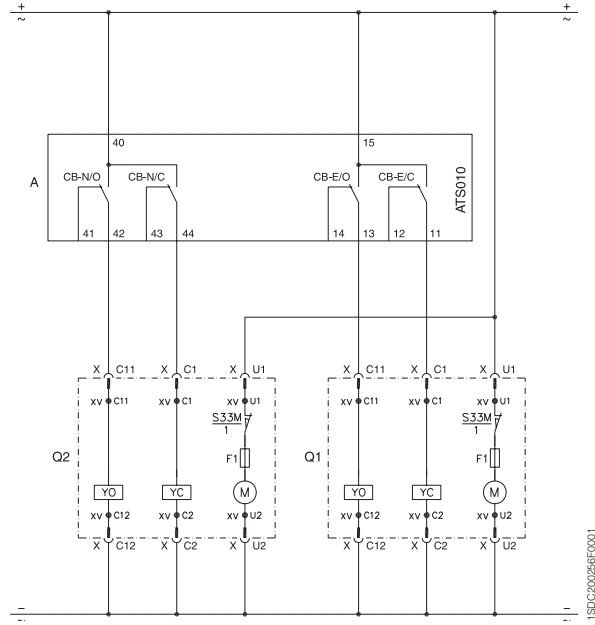 + +
~ ~
40 15
A CB-N/O CB-N/C CB-E/O CB-E/C ATS010
41 42 43 44 14 13 12 11
X C11 X C1 X U1 X C11 X C1 X U1
xv C11 xv C1 xv U1 xv C11 xv C1 xv U1
S33M S33M
1 1
Q2 F1 Q1 F1
YO YC M YO YC M
xv C12 xv C2 xv U2 xv C12 xv C2 xv U2
X C12 X C2 X U2 X C12 X C2 X U2
1SDC200256F0001
– –
~ ~